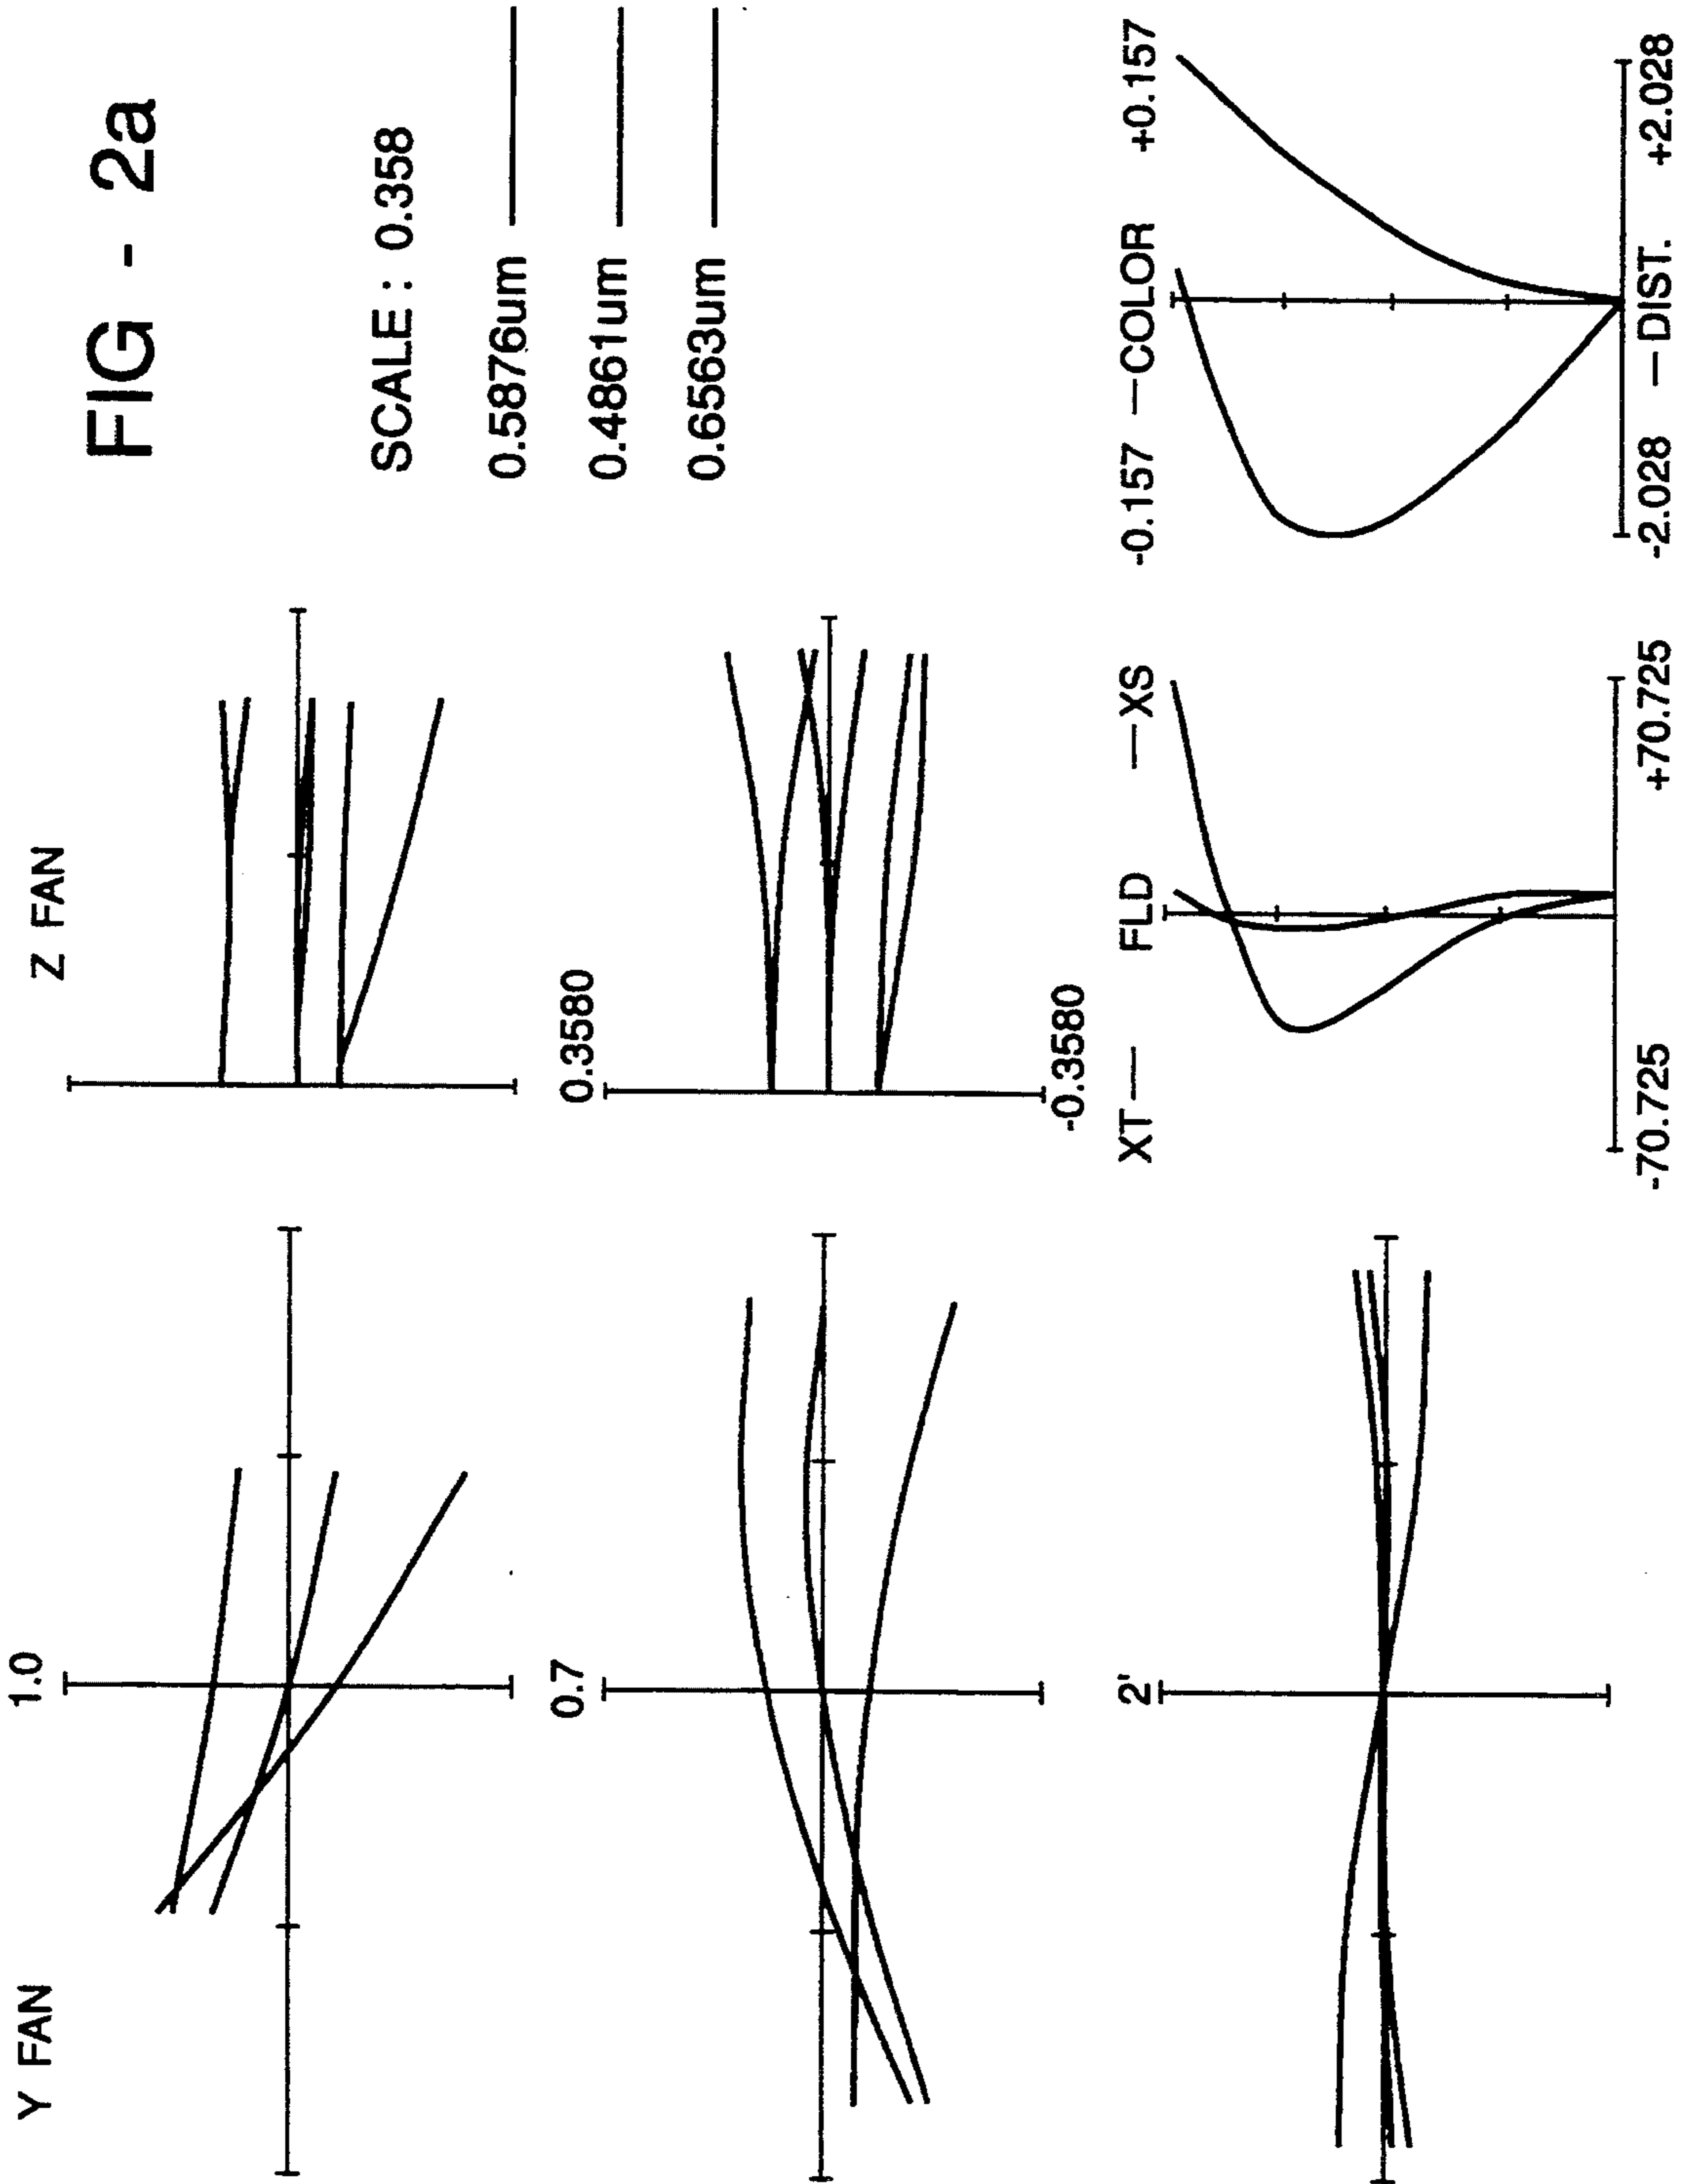 FIG - 2a
Y FAN
Z FAN
1.0
SCALE : 0.358
0.5876um
0.4861um
0.6563um
0.7
0.3580
-0.3580
2'
XT— FLD —XS
-70.725 +70.725
-0.157 —COLOR +0.157
-2.028 —DIST. +2.028